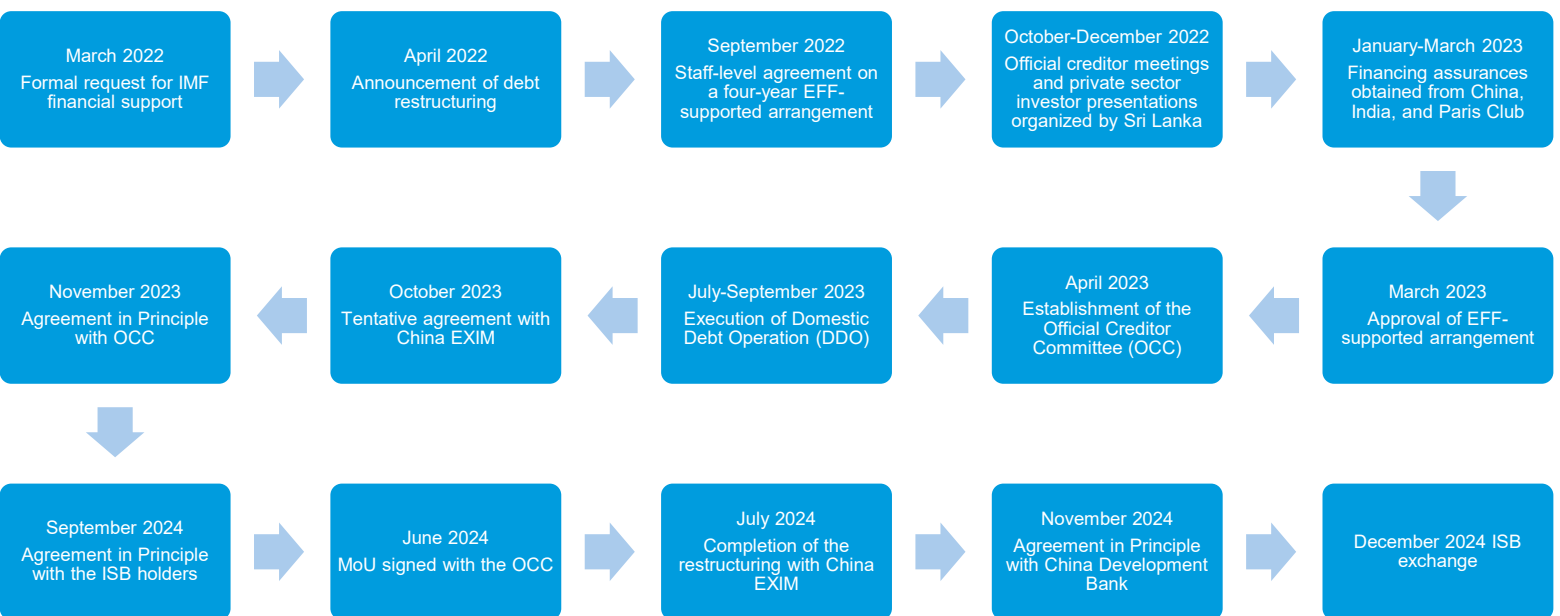 March 2022
Formal request for IMF
financial support
April 2022
Announcement of debt
restructuring
September 2022
Staff-level agreement on
a four-year EFF-
supported arrangement
October-December 2022
Official creditor meetings
and private sector
investor presentations
organized by Sri Lanka
January-March 2023
Financing assurances
obtained from China,
India, and Paris Club
March 2023
Approval of EFF-
supported arrangement
April 2023
Establishment of the
Official Creditor
Committee (OCC)
July-September 2023
Execution of Domestic
Debt Operation (DDO)
October 2023
Tentative agreement with
China EXIM
November 2023
Agreement in Principle
with OCC
September 2024
Agreement in Principle
with the ISB holders
June 2024
MoU signed with the OCC
July 2024
Completion of the
restructuring with China
EXIM
November 2024
Agreement in Principle
with China Development
Bank
December 2024 ISB
exchange